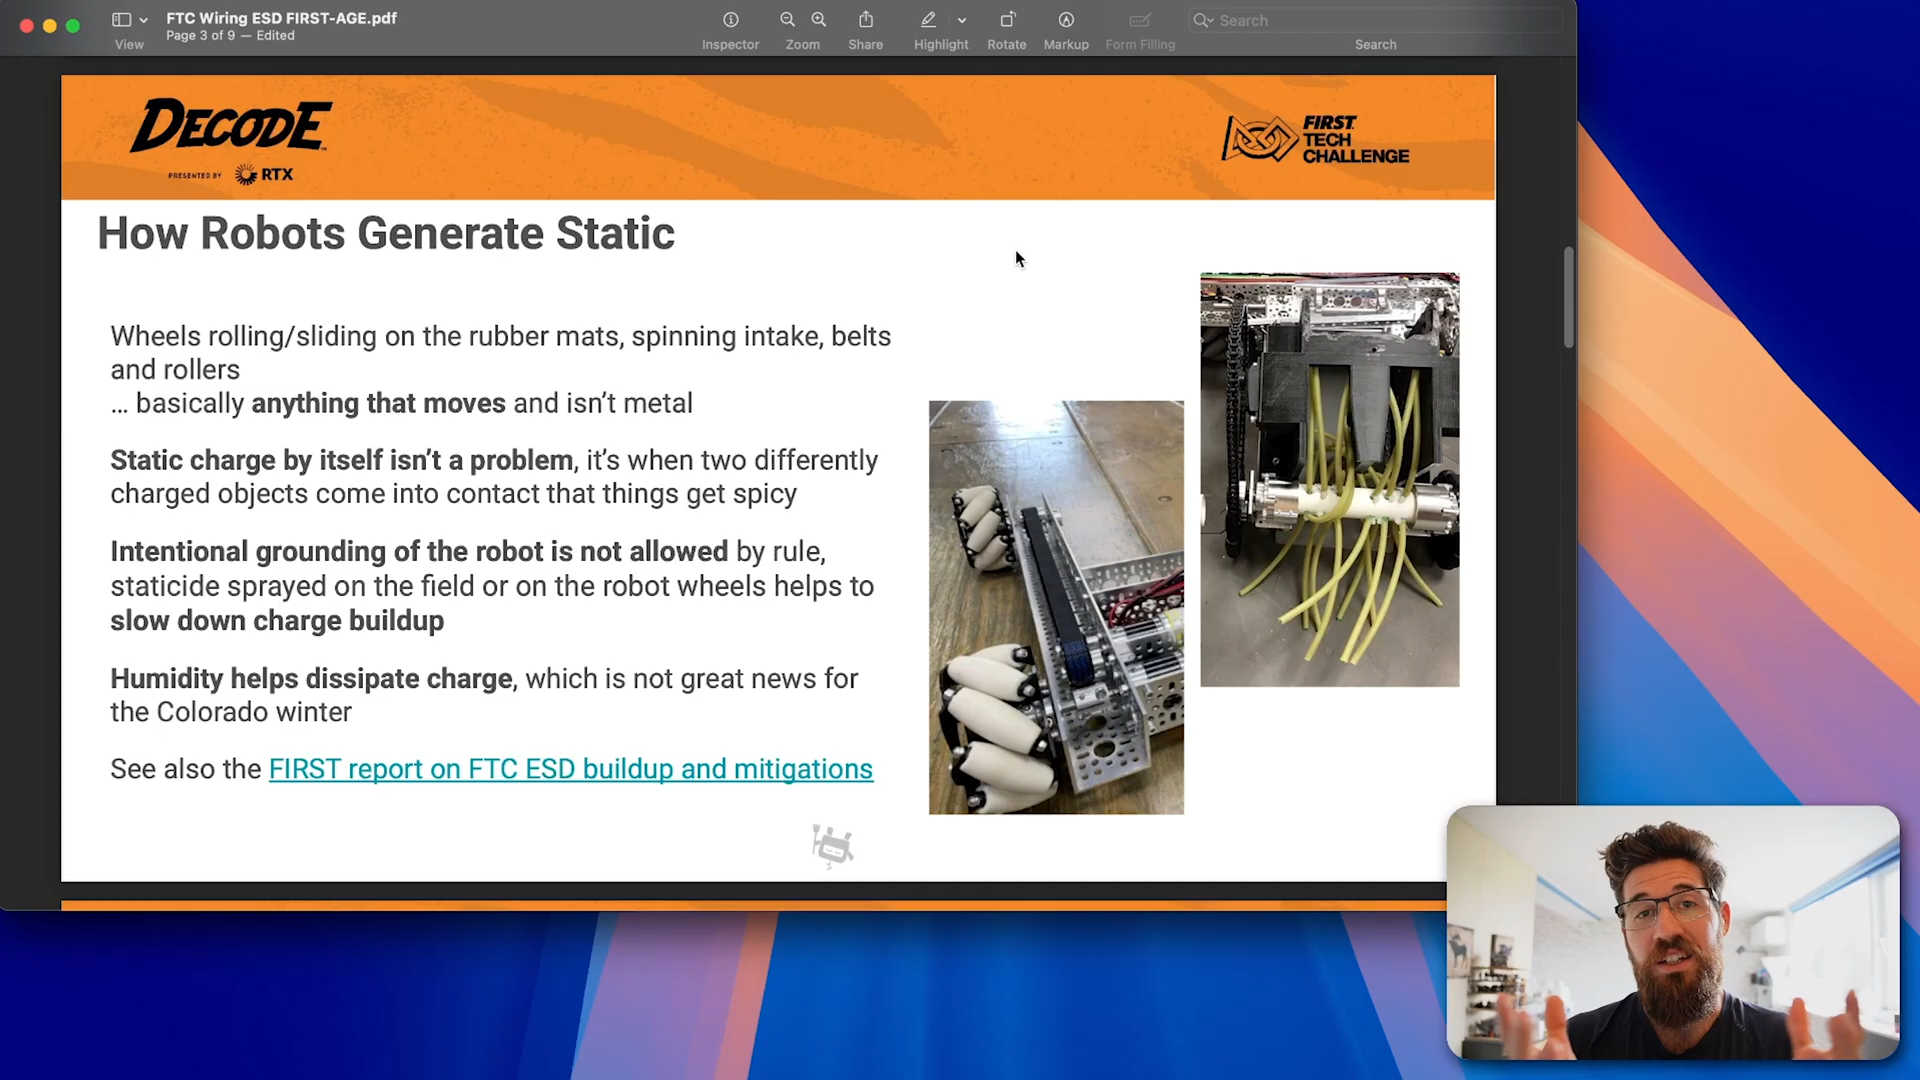 FTC Wiring ESD FIRST-AGE.pdf
Page 3 of 9 — Edited
View
Inspector
Zoom
Share
Highlight
Rotate
Markup
Form Filling
Search
Search
DECODE
PRESENTED BY RTX
FIRST
TECH
CHALLENGE
How Robots Generate Static
Wheels rolling/sliding on the rubber mats, spinning intake, belts
and rollers
... basically anything that moves and isn't metal
Static charge by itself isn't a problem, it's when two differently
charged objects come into contact that things get spicy
Intentional grounding of the robot is not allowed by rule,
staticide sprayed on the field or on the robot wheels helps to
slow down charge buildup
Humidity helps dissipate charge, which is not great news for
the Colorado winter
See also the FIRST report on FTC ESD buildup and mitigations